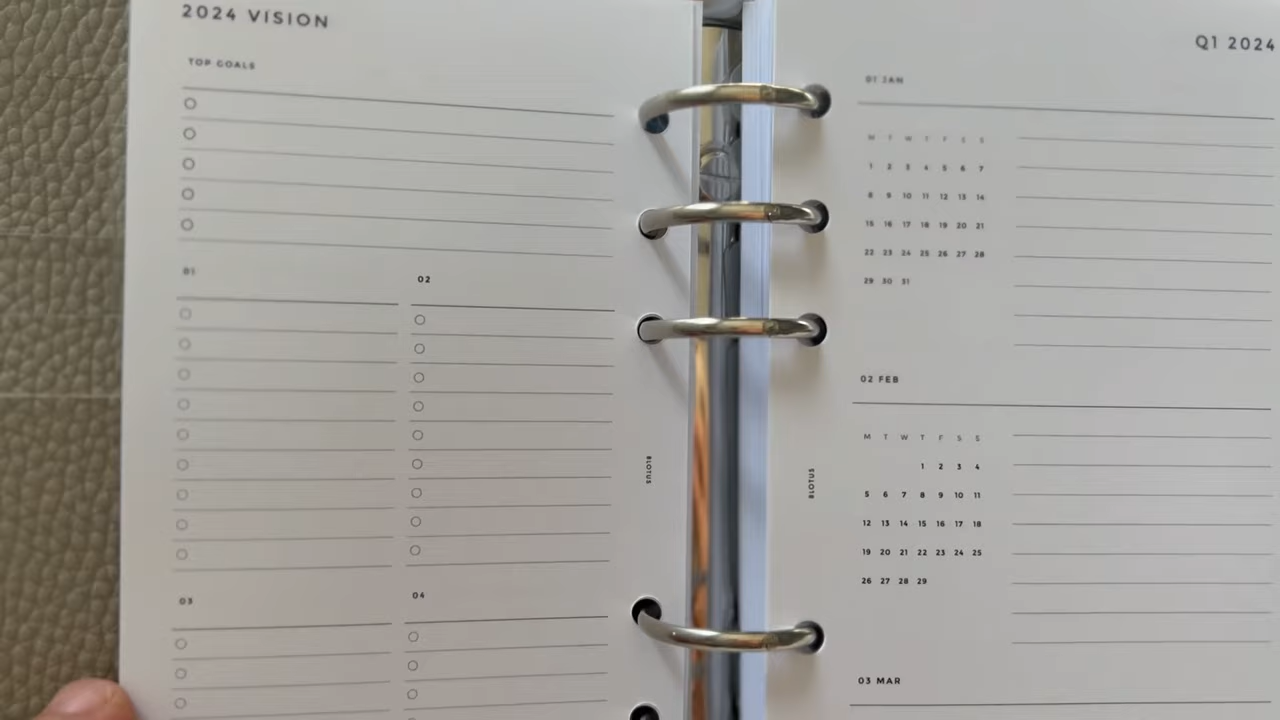 2024 VISION
TOP GOALS
01
02
03
04
BLOTUS
BLOTUS
Q1 2024
01 JAN
M T W T F S S
1 2 3 4 5 6 7
8 9 10 11 12 13 14
15 16 17 18 19 20 21
22 23 24 25 26 27 28
29 30 31
02 FEB
M T W T F S S
1 2 3 4
5 6 7 8 9 10 11
12 13 14 15 16 17 18
19 20 21 22 23 24 25
26 27 28 29
03 MAR